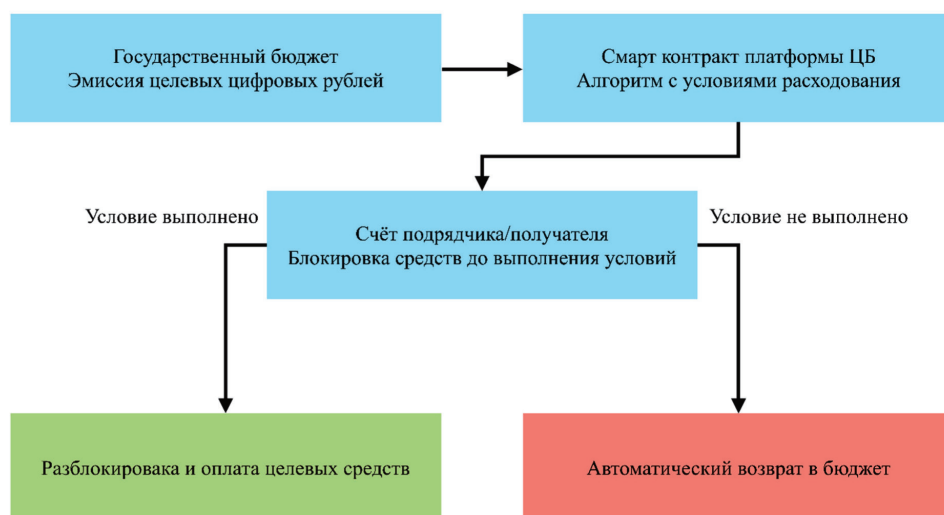 Государственный бюджет
Эмиссия целевых цифровых рублей
Смарт контракт платформы ЦБ
Алгоритм с условиями расходования
Условие выполнено
Условие не выполнено
Счёт подрядчика/получателя
Блокировка средств до выполнения условий
Разблокировака и оплата целевых средств
Автоматический возврат в бюджет